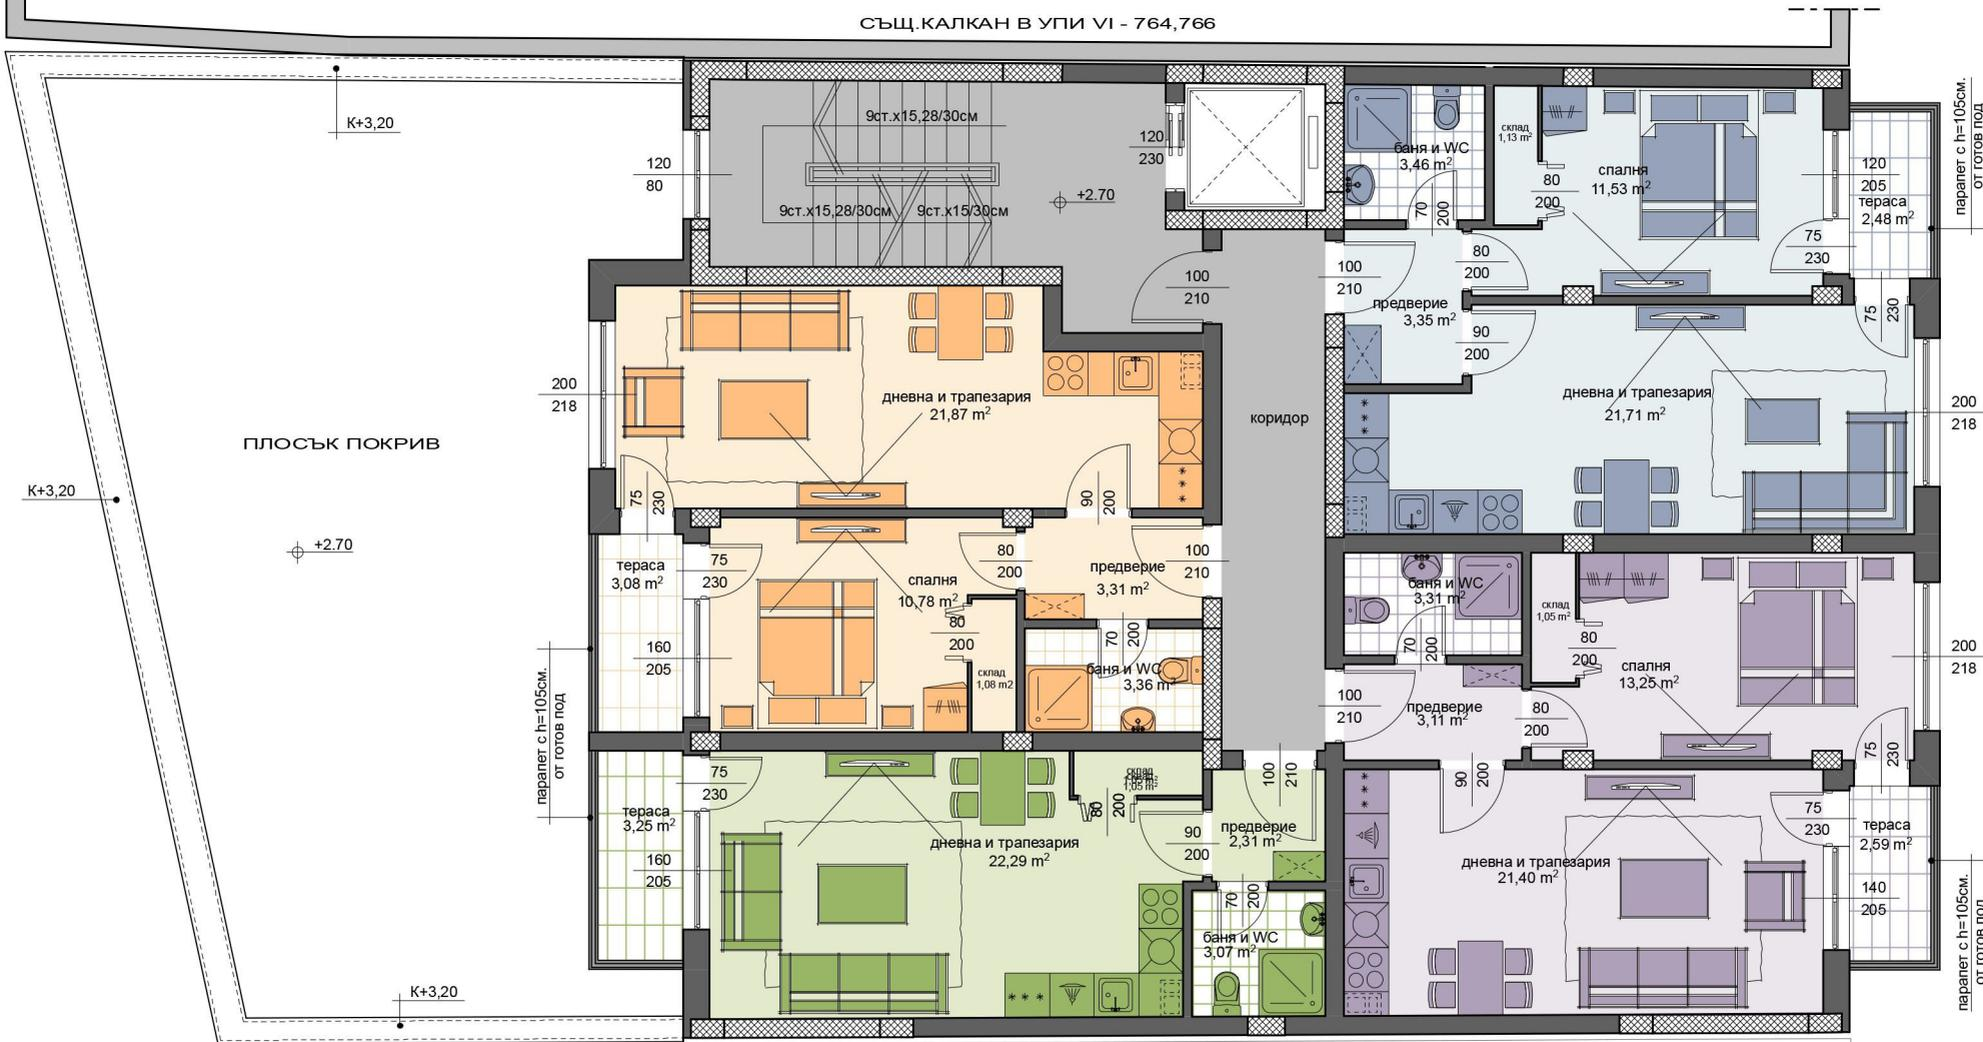 СЪЩ.КАЛКАН В УПИ VI - 764,766
К+3,20
120
80
9ст.х15,28/30см
9ст.х15,28/30см
9ст.х15/30см
+2.70
120
230
баня и WC
3,46 m²
70
200
склад
1,13 m²
80
200
спалня
11,53 m²
120
205
тераса
2,48 m²
75
230
парапет с h=105см.
от готов под
100
210
100
210
предверие
3,35 m²
80
200
90
200
75
230
200
218
дневна и трапезария
21,87 m²
коридор
дневна и трапезария
21,71 m²
200
218
ПЛОСЪК ПОКРИВ
К+3,20
+2.70
75
230
90
200
тераса
3,08 m²
75
230
спалня
10,78 m²
80
200
предверие
3,31 m²
100
210
160
205
80
200
склад
1,08 m2
70
200
баня и WC
3,36 m²
баня и WC
3,31 m²
70
200
склад
1,05 m²
80
200
спалня
13,25 m²
200
218
100
210
предверие
3,11 m²
80
200
90
200
75
230
парапет с h=105см.
от готов под
75
230
тераса
3,25 m²
160
205
дневна и трапезария
22,29 m²
склад
1,05 m²
80
200
90
200
100
210
предверие
2,31 m²
70
200
баня и WC
3,07 m²
дневна и трапезария
21,40 m²
75
230
тераса
2,59 m²
140
205
парапет с h=105см.
от готов под
К+3,20